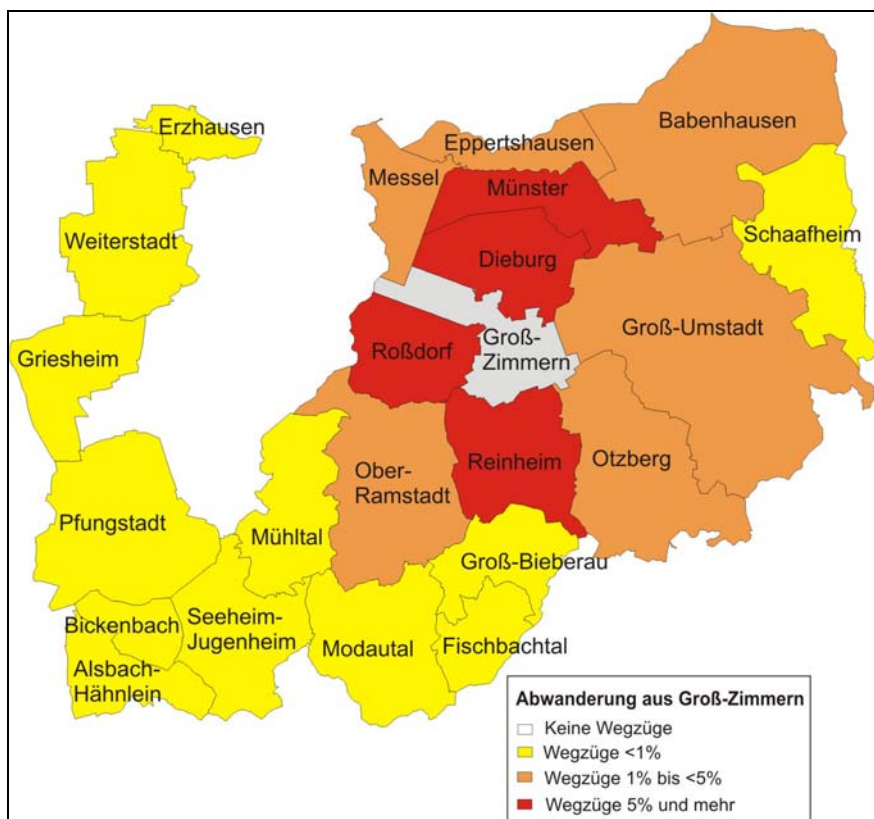 Babenhausen
Erzhausen
Eppertshausen
Messel
Münster
Schaafheim
Weiterstadt
Dieburg
Groß-Umstadt
Groß-
Zimmern
Roßdorf
Griesheim
Reinheim
Otzberg
Ober-
Ramstadt
Pfungstadt
Mühltal
Groß-Bieberau
Bickenbach
Seeheim-
Jugenheim
Modautal
Fischbachtal
Alsbach-
Hähnlein
Abwanderung aus Groß-Zimmern
Keine Wegzüge
Wegzüge <1%
Wegzüge 1% bis <5%
Wegzüge 5% und mehr